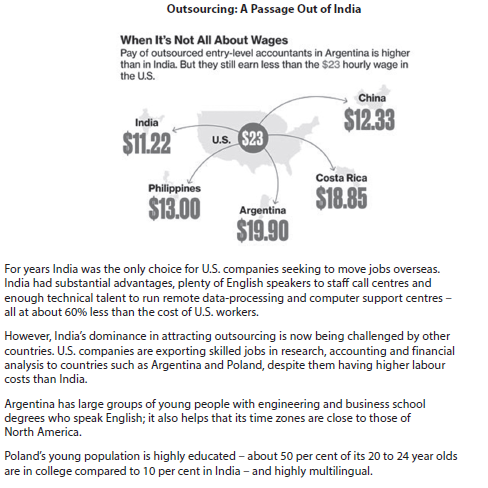 Outsourcing: A Passage Out of India
When It's Not All About Wages
Pay of outsourced entry-level accountants in Argentina is higher
than in India. But they still earn less than the $23 hourly wage in
the U.S.
China
$12.33
India
$11.22
U.S. $23
Costa Rica
$18.85
Philippines
$13.00
Argentina
$19.90
For years India was the only choice for U.S. companies seeking to move jobs overseas.
India had substantial advantages, plenty of English speakers to staff call centres and
enough technical talent to run remote data-processing and computer support centres –
all at about 60% less than the cost of U.S. workers.
However, India's dominance in attracting outsourcing is now being challenged by other
countries. U.S. companies are exporting skilled jobs in research, accounting and financial
analysis to countries such as Argentina and Poland, despite them having higher labour
costs than India.
Argentina has large groups of young people with engineering and business school
degrees who speak English; it also helps that its time zones are close to those of
North America.
Poland's young population is highly educated – about 50 per cent of its 20 to 24 year olds
are in college compared to 10 per cent in India – and highly multilingual.